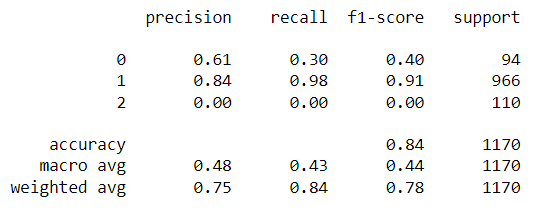 precision recall f1-score support
0 0.61 0.30 0.40 94
1 0.84 0.98 0.91 966
2 0.00 0.00 0.00 110
accuracy 0.84 1170
macro avg 0.48 0.43 0.44 1170
weighted avg 0.75 0.84 0.78 1170